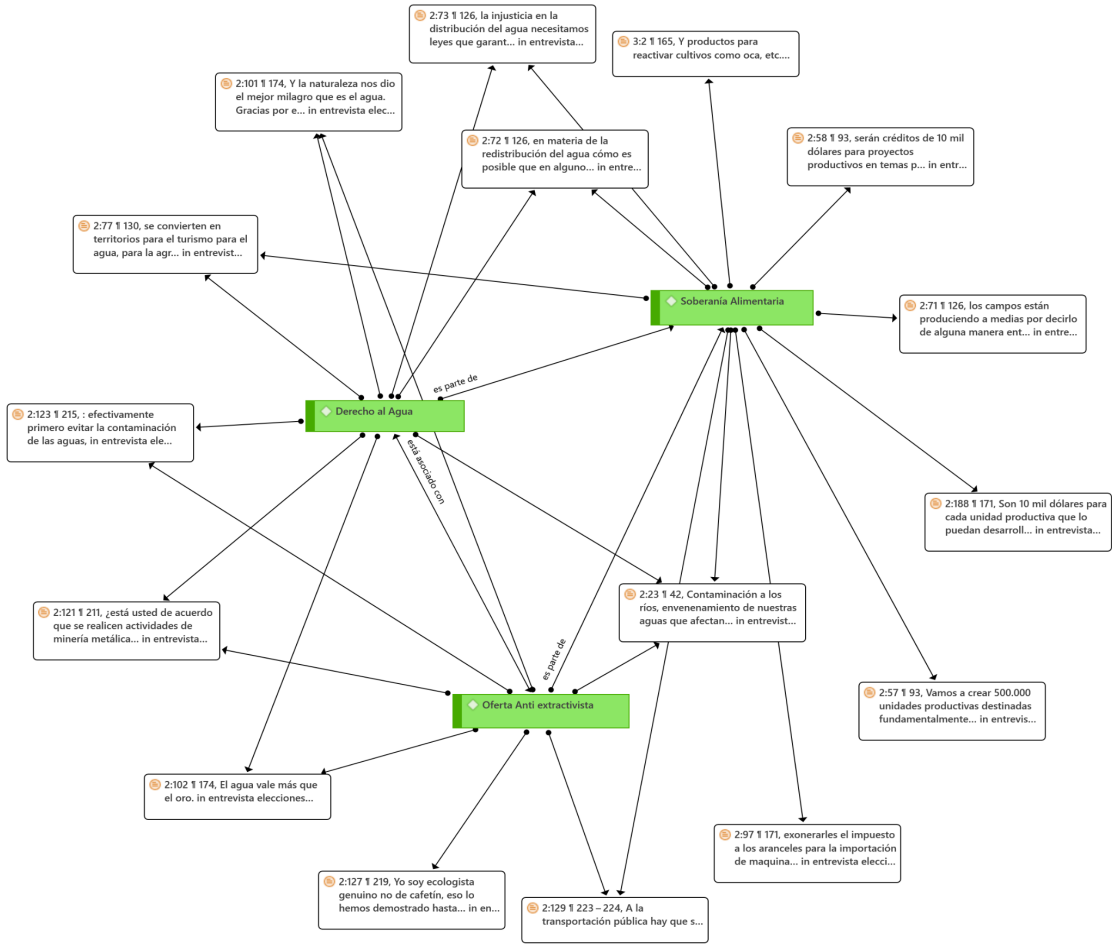 2:73 ¶ 126, la injusticia en la
distribución del agua necesitamos
leyes que garant... in entrevista...
3:2 ¶ 165, Y productos para
reactivar cultivos como oca, etc....
2:101 ¶ 174, Y la naturaleza nos dio
el mejor milagro que es el agua.
Gracias por e... in entrevista elec...
2:72 ¶ 126, en materia de la
redistribución del agua cómo es
posible que en alguno... in entre...
2:58 ¶ 93, serán créditos de 10 mil
dólares para proyectos
productivos en temas p... in entr...
2:77 ¶ 130, se convierten en
territorios para el turismo para el
agua, para la agr... in entrevist...
Soberanía Alimentaria
2:71 ¶ 126, los campos están
produciendo a medias por decirlo
de alguna manera ent... in entre...
es parte de
Derecho al Agua
2:123 ¶ 215, : efectivamente
primero evitar la contaminación
de las aguas, in entrevista ele...
está asociado con
2:188 ¶ 171, Son 10 mil dólares para
cada unidad productiva que lo
puedan desarroll... in entrevista...
2:23 ¶ 42, Contaminación a los
ríos, envenenamiento de nuestras
aguas que afectan... in entrevist...
2:121 ¶ 211, ¿está usted de acuerdo
que se realicen actividades de
minería metálica... in entrevista...
es parte de
Oferta Anti extractivista
2:57 ¶ 93, Vamos a crear 500.000
unidades productivas destinadas
fundamentalmente... in entrevis...
2:102 ¶ 174, El agua vale más que
el oro. in entrevista elecciones...
2:97 ¶ 171, exonerarles el impuesto
a los aranceles para la importación
de maquina... in entrevista elecci...
2:127 ¶ 219, Yo soy ecologista
genuino no de cafetín, eso lo
hemos demostrado hasta... in en...
2:129 ¶ 223 – 224, A la
transportación pública hay que s...